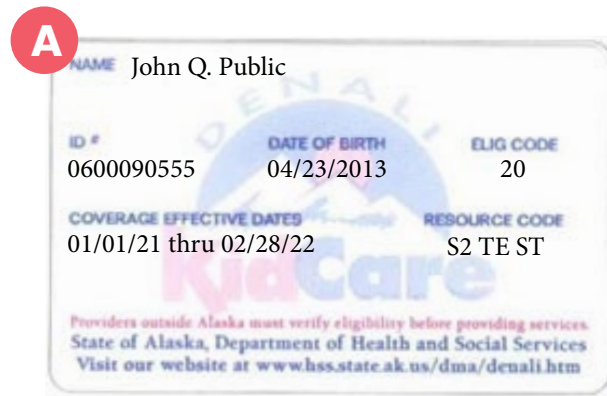 A
NAME John Q. Public
DENALI
ID # DATE OF BIRTH ELIG CODE
0600090555 04/23/2013 20
COVERAGE EFFECTIVE DATES RESOURCE CODE
01/01/21 thru 02/28/22 S2 TE ST
KidCare
Providers outside Alaska must verify eligibility before providing services.
State of Alaska, Department of Health and Social Services
Visit our website at www.hss.state.ak.us/dma/denali.htm